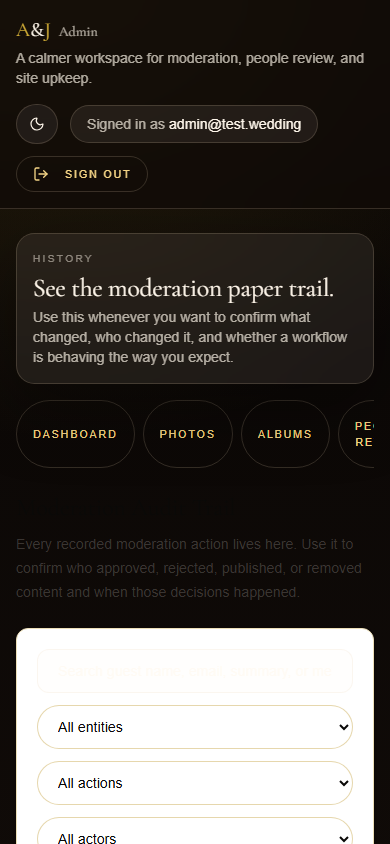 A&J Admin
A calmer workspace for moderation, people review, and
site upkeep.
Signed in as admin@test.wedding
SIGN OUT
HISTORY
See the moderation paper trail.
Use this whenever you want to confirm what
changed, who changed it, and whether a workflow
is behaving the way you expect.
DASHBOARD
PHOTOS
ALBUMS
Every recorded moderation action lives here. Use it to
confirm who approved, rejected, published, or removed
content and when those decisions happened.
All entities
All actions
All actors